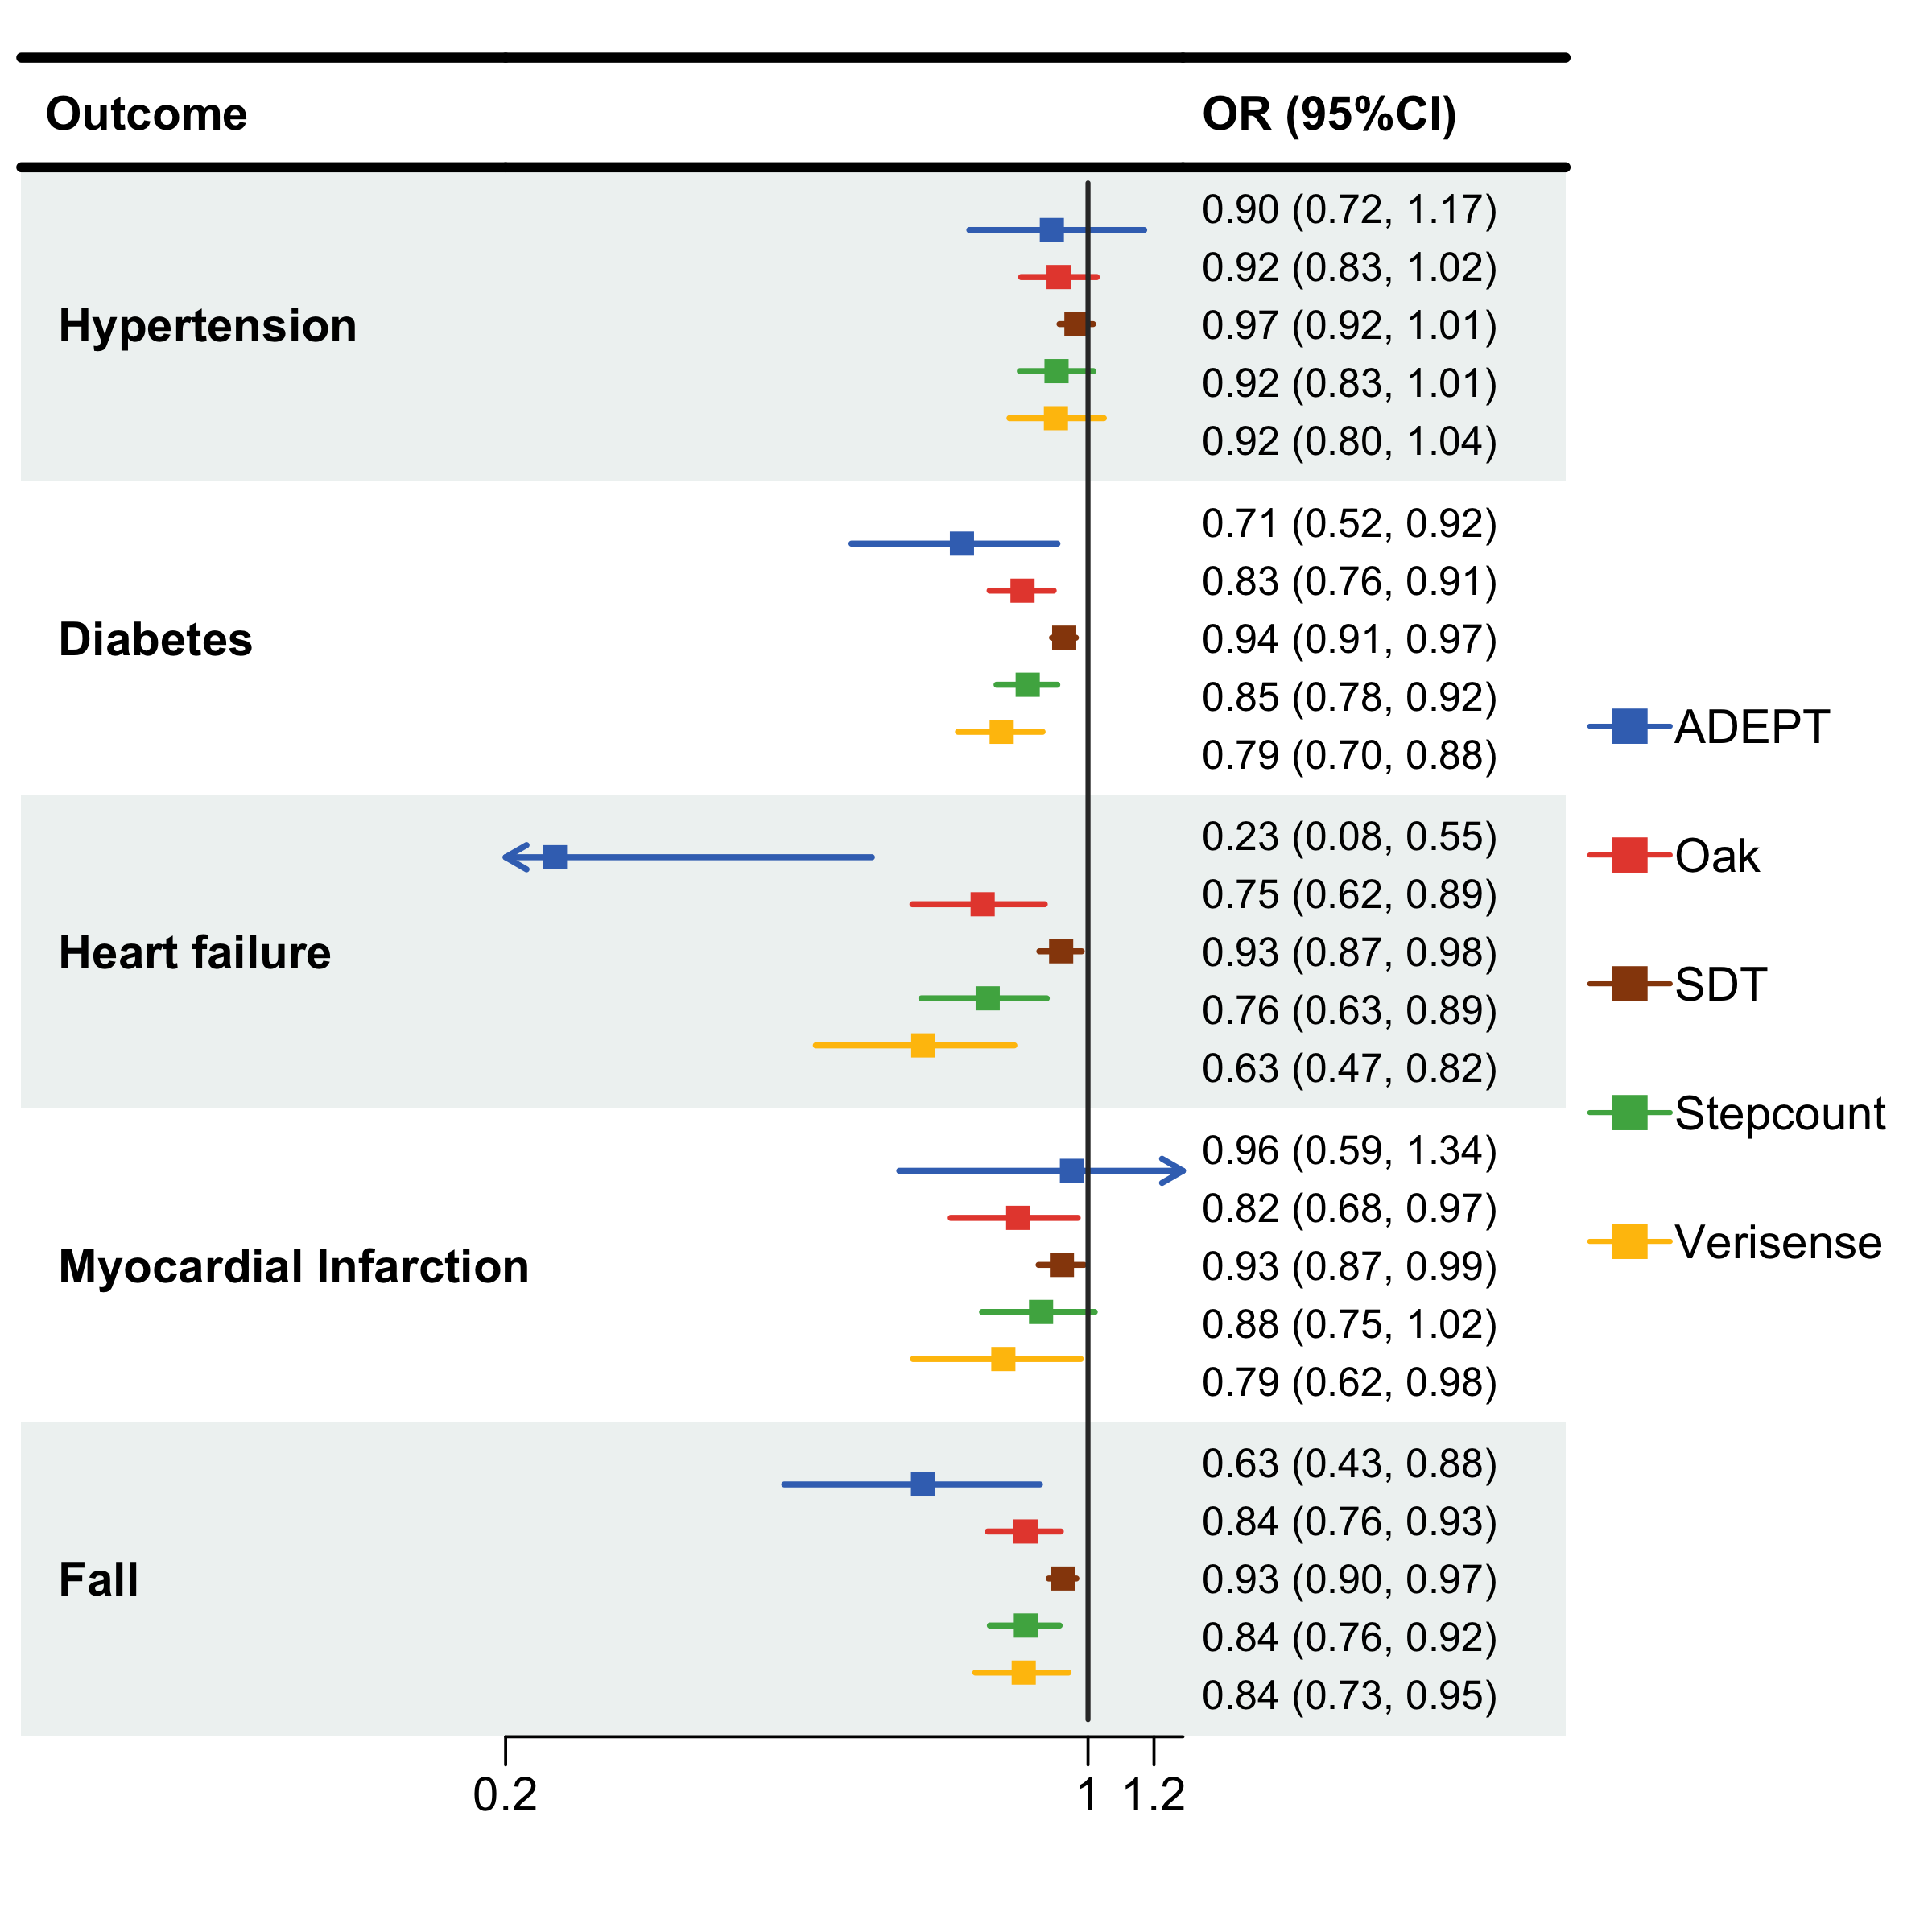 Outcome OR (95%CI)
Hypertension
0.90 (0.72, 1.17)
0.92 (0.83, 1.02)
0.97 (0.92, 1.01)
0.92 (0.83, 1.01)
0.92 (0.80, 1.04)
Diabetes
0.71 (0.52, 0.92)
0.83 (0.76, 0.91)
0.94 (0.91, 0.97)
0.85 (0.78, 0.92)
0.79 (0.70, 0.88)
Heart failure
0.23 (0.08, 0.55)
0.75 (0.62, 0.89)
0.93 (0.87, 0.98)
0.76 (0.63, 0.89)
0.63 (0.47, 0.82)
Myocardial Infarction
0.96 (0.59, 1.34)
0.82 (0.68, 0.97)
0.93 (0.87, 0.99)
0.88 (0.75, 1.02)
0.79 (0.62, 0.98)
Fall
0.63 (0.43, 0.88)
0.84 (0.76, 0.93)
0.93 (0.90, 0.97)
0.84 (0.76, 0.92)
0.84 (0.73, 0.95)
0.2 1 1.2
ADEPT
Oak
SDT
Stepcount
Verisense